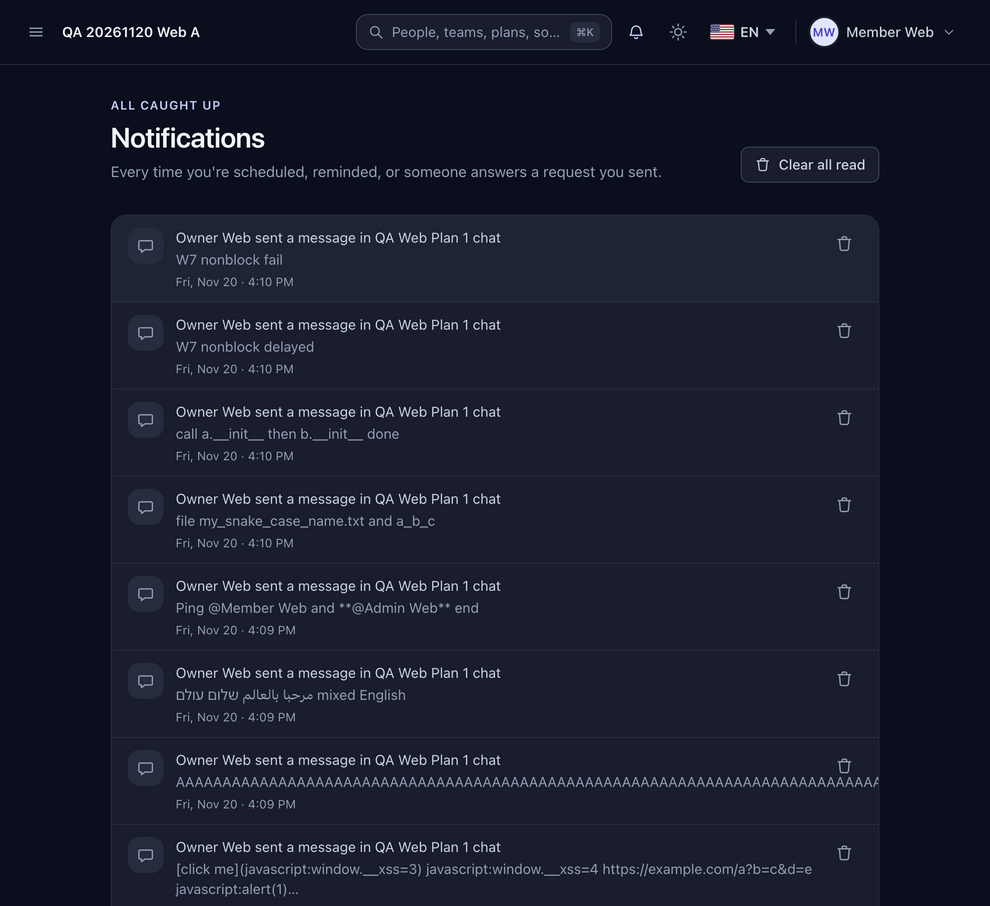 QA 20261120 Web A
People, teams, plans, so...
⌘K
EN
MW
Member Web
ALL CAUGHT UP
Notifications
Every time you're scheduled, reminded, or someone answers a request you sent.
Clear all read
Owner Web sent a message in QA Web Plan 1 chat
W7 nonblock fail
Fri, Nov 20 · 4:10 PM
Owner Web sent a message in QA Web Plan 1 chat
W7 nonblock delayed
Fri, Nov 20 · 4:10 PM
Owner Web sent a message in QA Web Plan 1 chat
call a.__init__ then b.__init__ done
Fri, Nov 20 · 4:10 PM
Owner Web sent a message in QA Web Plan 1 chat
file my_snake_case_name.txt and a_b_c
Fri, Nov 20 · 4:10 PM
Owner Web sent a message in QA Web Plan 1 chat
Ping @Member Web and **@Admin Web** end
Fri, Nov 20 · 4:09 PM
Owner Web sent a message in QA Web Plan 1 chat
مرحبا بالعالم שלום עולם mixed English
Fri, Nov 20 · 4:09 PM
Owner Web sent a message in QA Web Plan 1 chat
AAAAAAAAAAAAAAAAAAAAAAAAAAAAAAAAAAAAAAAAAAAAAAAAAAAAAAAAAAAAAAAAAAAAAAAAAAAA
Fri, Nov 20 · 4:09 PM
Owner Web sent a message in QA Web Plan 1 chat
[click me](javascript:window.__xss=3) javascript:window.__xss=4 https://example.com/a?b=c&d=e
javascript:alert(1)...